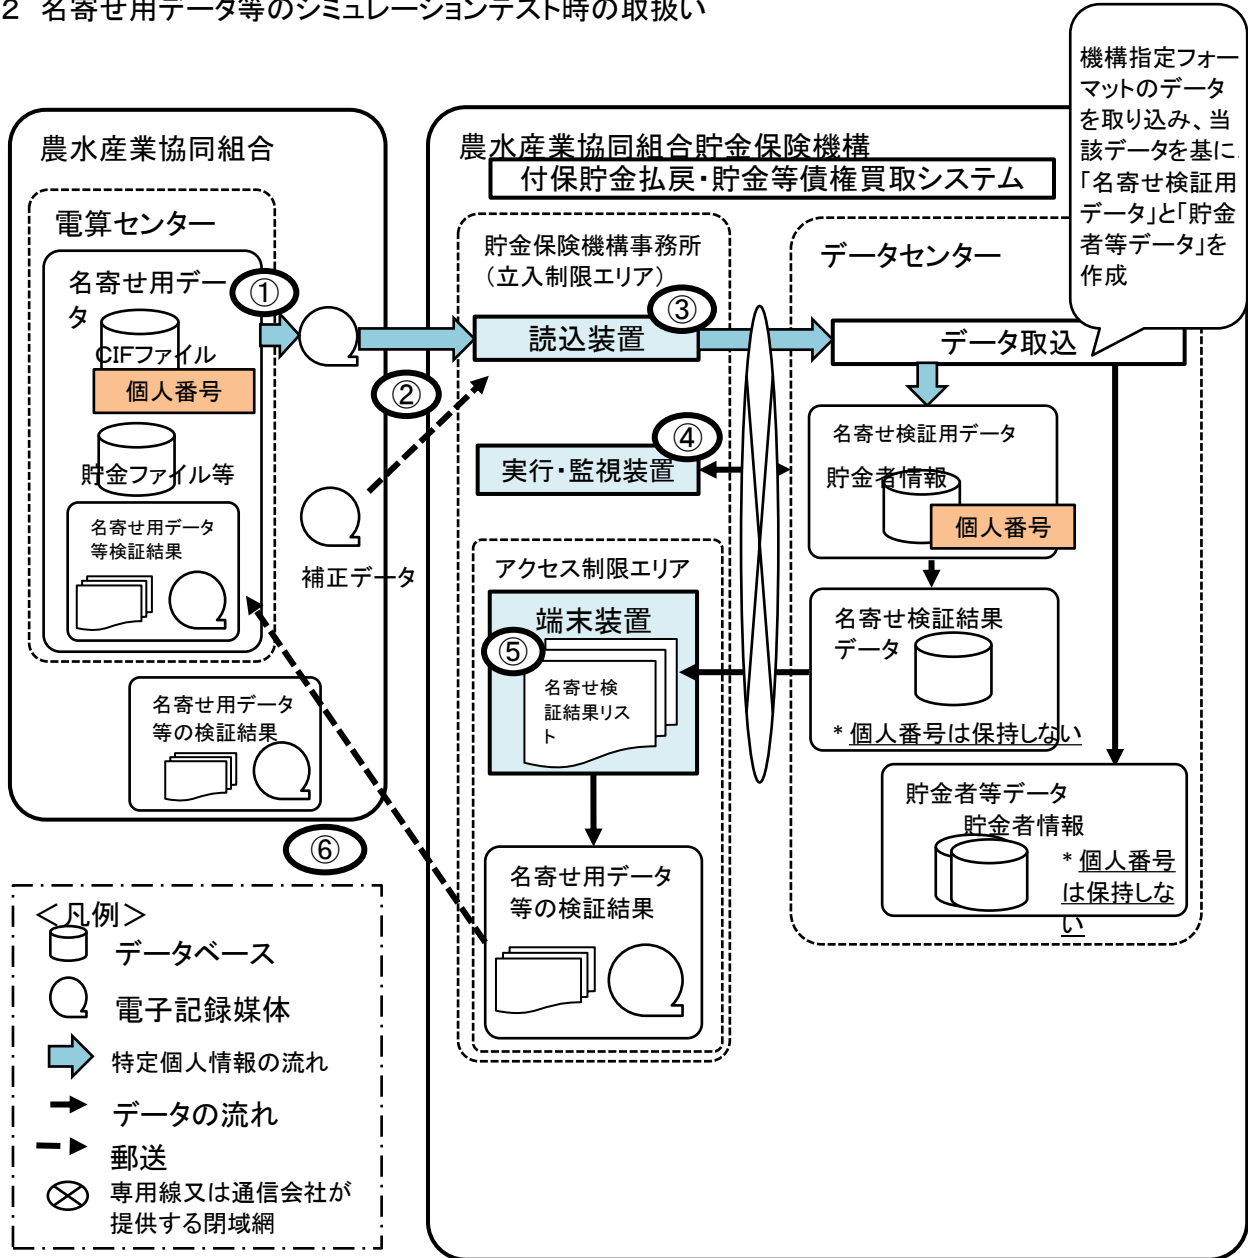 ２ 名寄せ用データ等のシミュレーションテスト時の取扱い
機構指定フォー
マットのデータ
を取り込み、当
該データを基に
「名寄せ検証用
データ」と「貯金
者等データ」を
作成
農水産業協同組合
電算センター
名寄せ用デー
タ
①
CIFファイル
個人番号
貯金ファイル等
名寄せ用データ
等検証結果
名寄せ用データ
等の検証結果
②
補正データ
⑥
農水産業協同組合貯金保険機構
付保貯金払戻・貯金等債権買取システム
貯金保険機構事務所
（立入制限エリア）
③
読込装置
④
実行・監視装置
アクセス制限エリア
端末装置
⑤
名寄せ検
証結果リス
ト
名寄せ用データ
等の検証結果
データセンター
データ取込
名寄せ検証用データ
貯金者情報
個人番号
名寄せ検証結果
データ
* 個人番号は保持しない
貯金者等データ
貯金者情報
* 個人番号
は保持しな
い
＜凡例＞
データベース
電子記録媒体
特定個人情報の流れ
データの流れ
郵送
専用線又は通信会社が
提供する閉域網